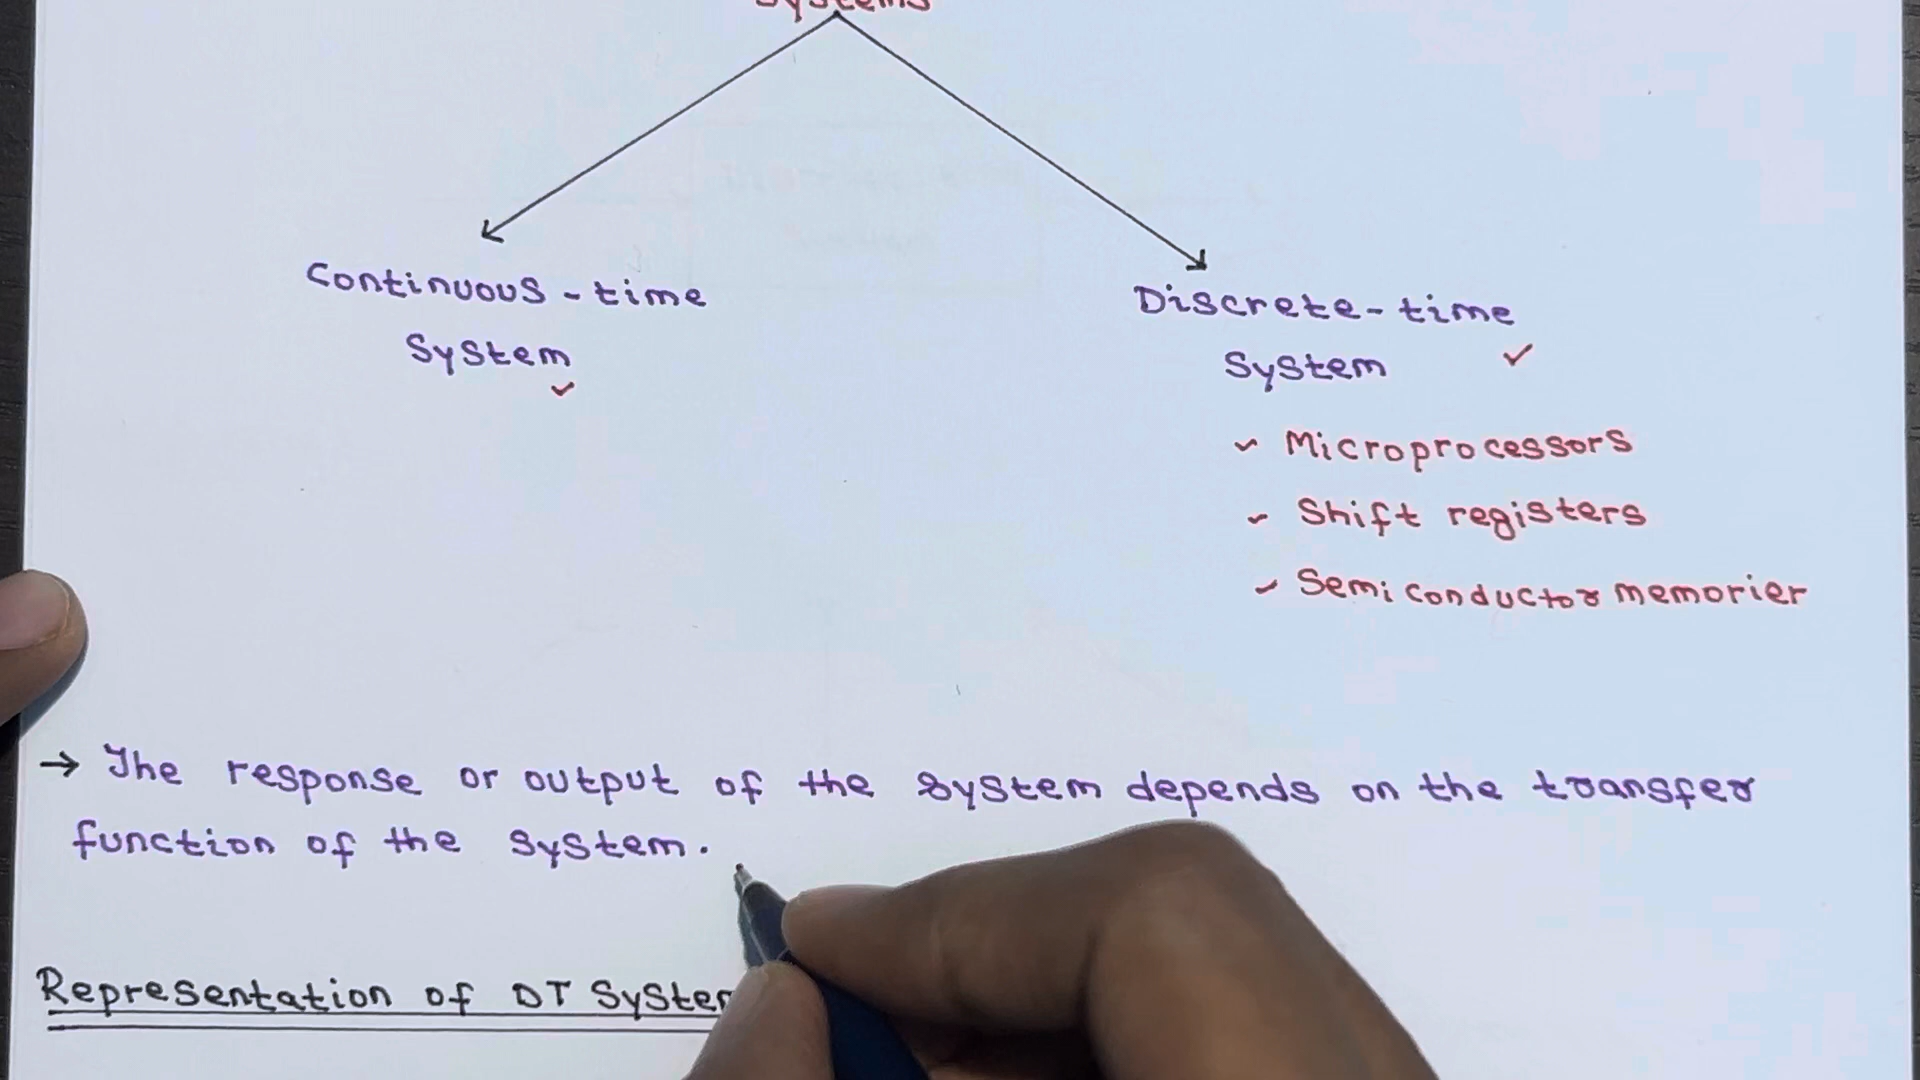 Systems
Continuous-time
System
Discrete-time
System
Microprocessors
Shift registers
Semiconductor memorier
→ The response or output of the system depends on the transfer
function of the system.
Representation of DT System